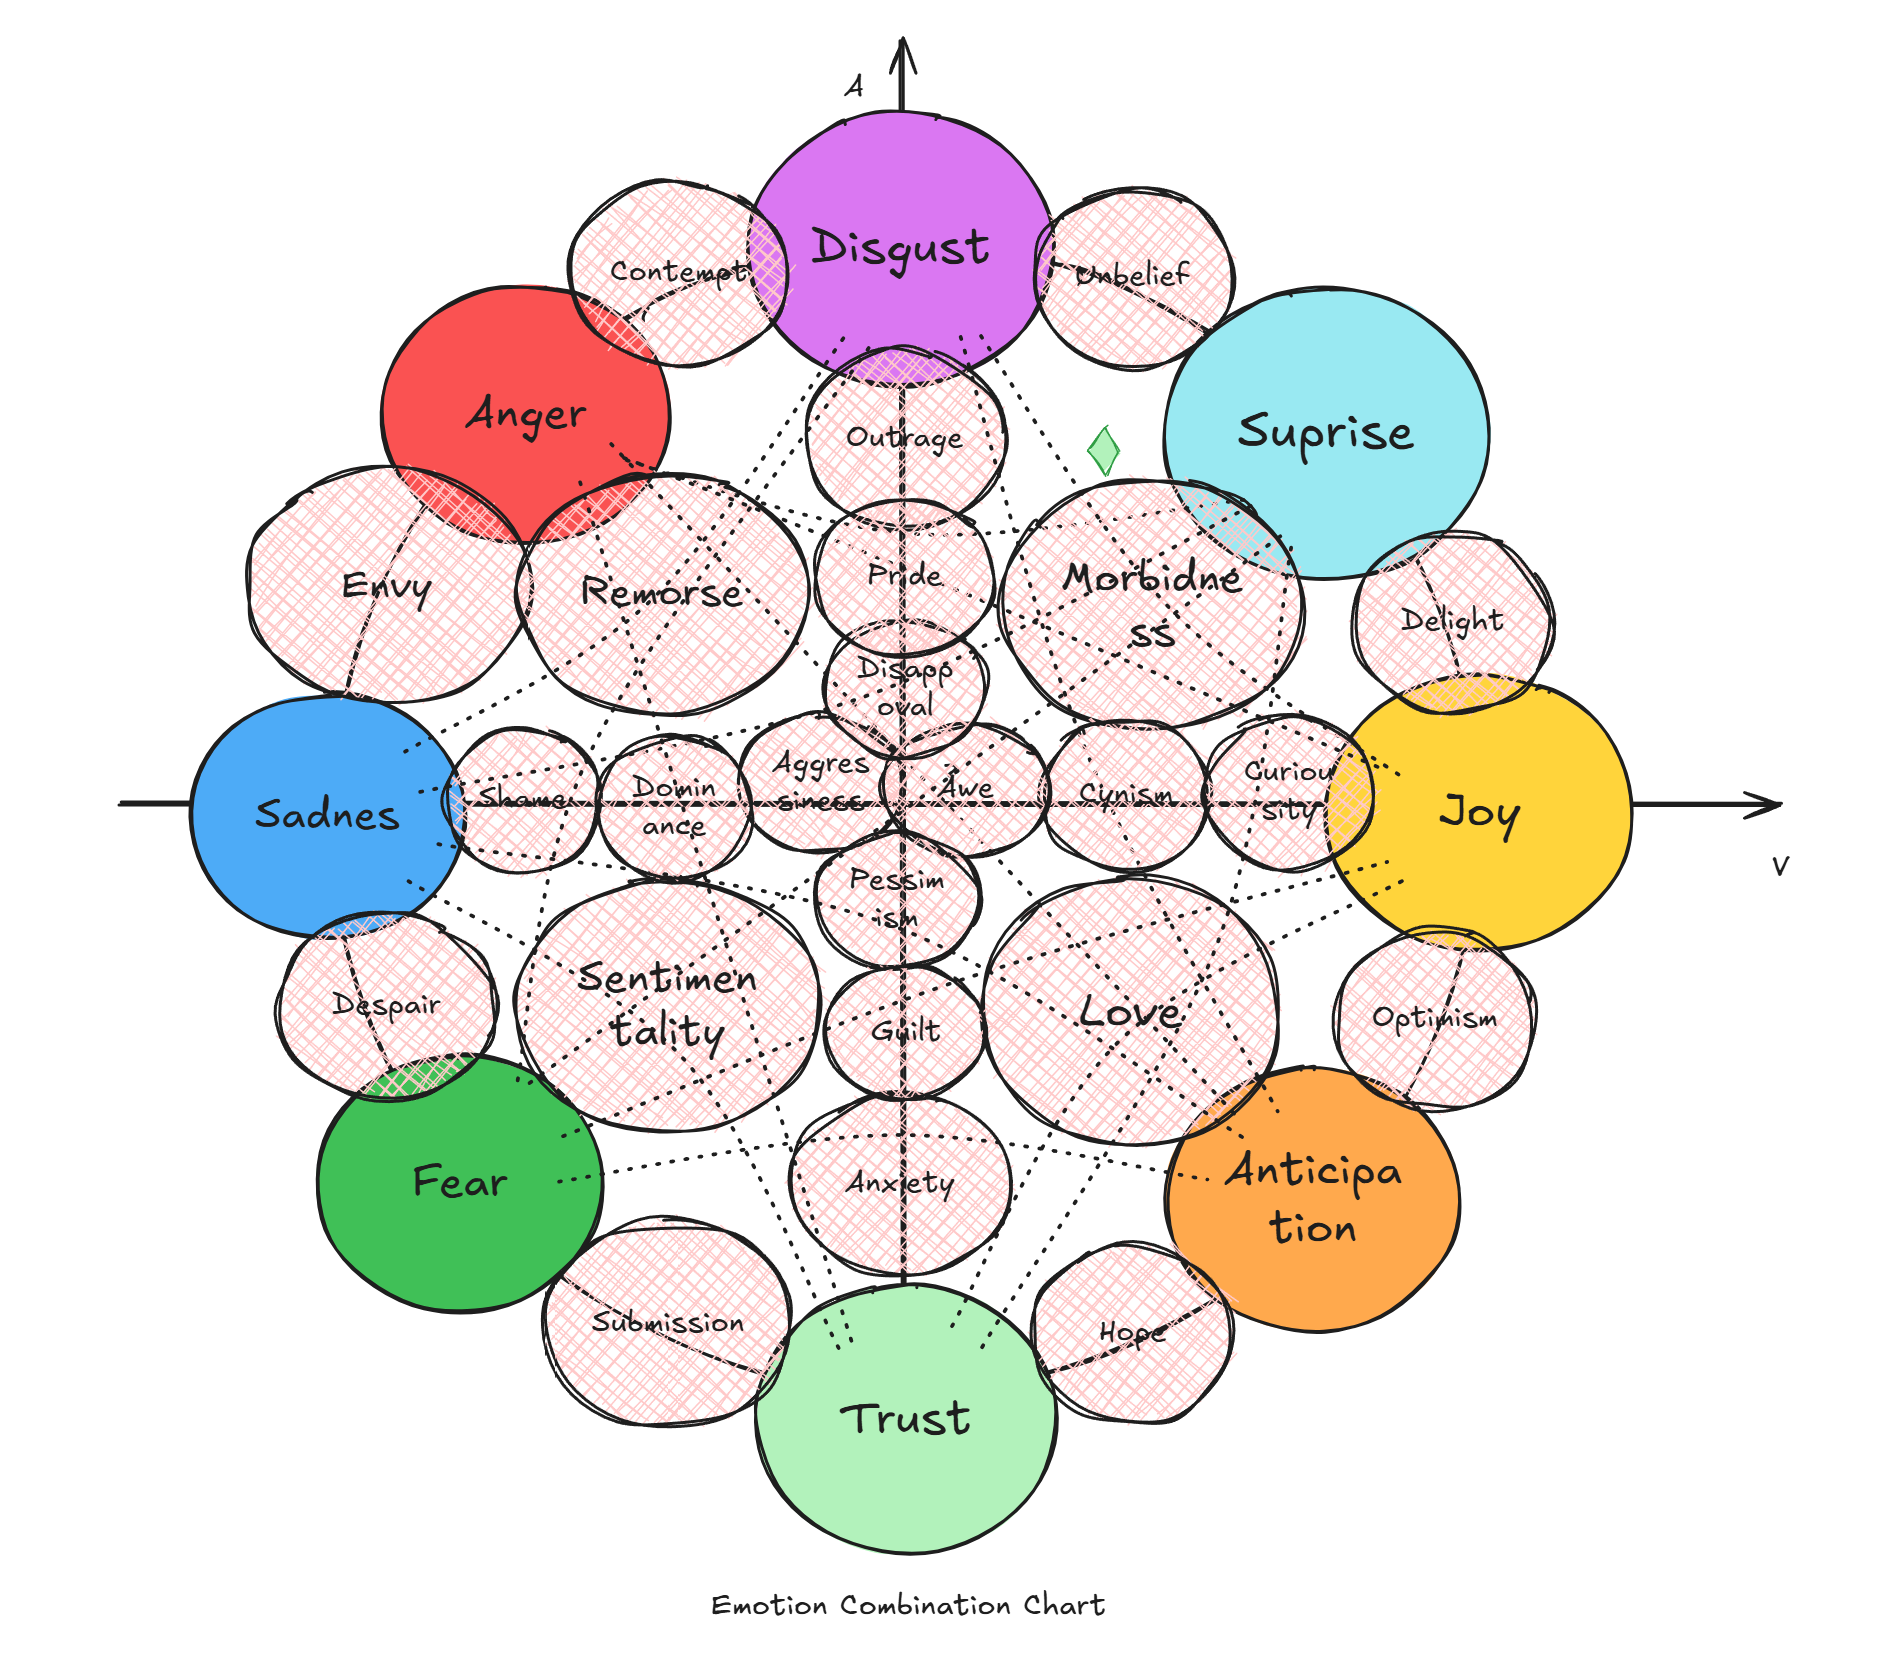 A
Disgust
Contempt
Unbelief
Anger
Suprise
Outrage
Envy
Remorse
Pride
Morbidne
ss
Delight
Disapp
oval
Sadnes
Shame
Domin
ance
Aggres
siness
Awe
Cynism
Curiou
sity
Joy
V
Pessim
ism
Despair
Sentimen
tality
Guilt
Love
Optimism
Fear
Anxiety
Anticipa
tion
Submission
Hope
Trust
Emotion Combination Chart